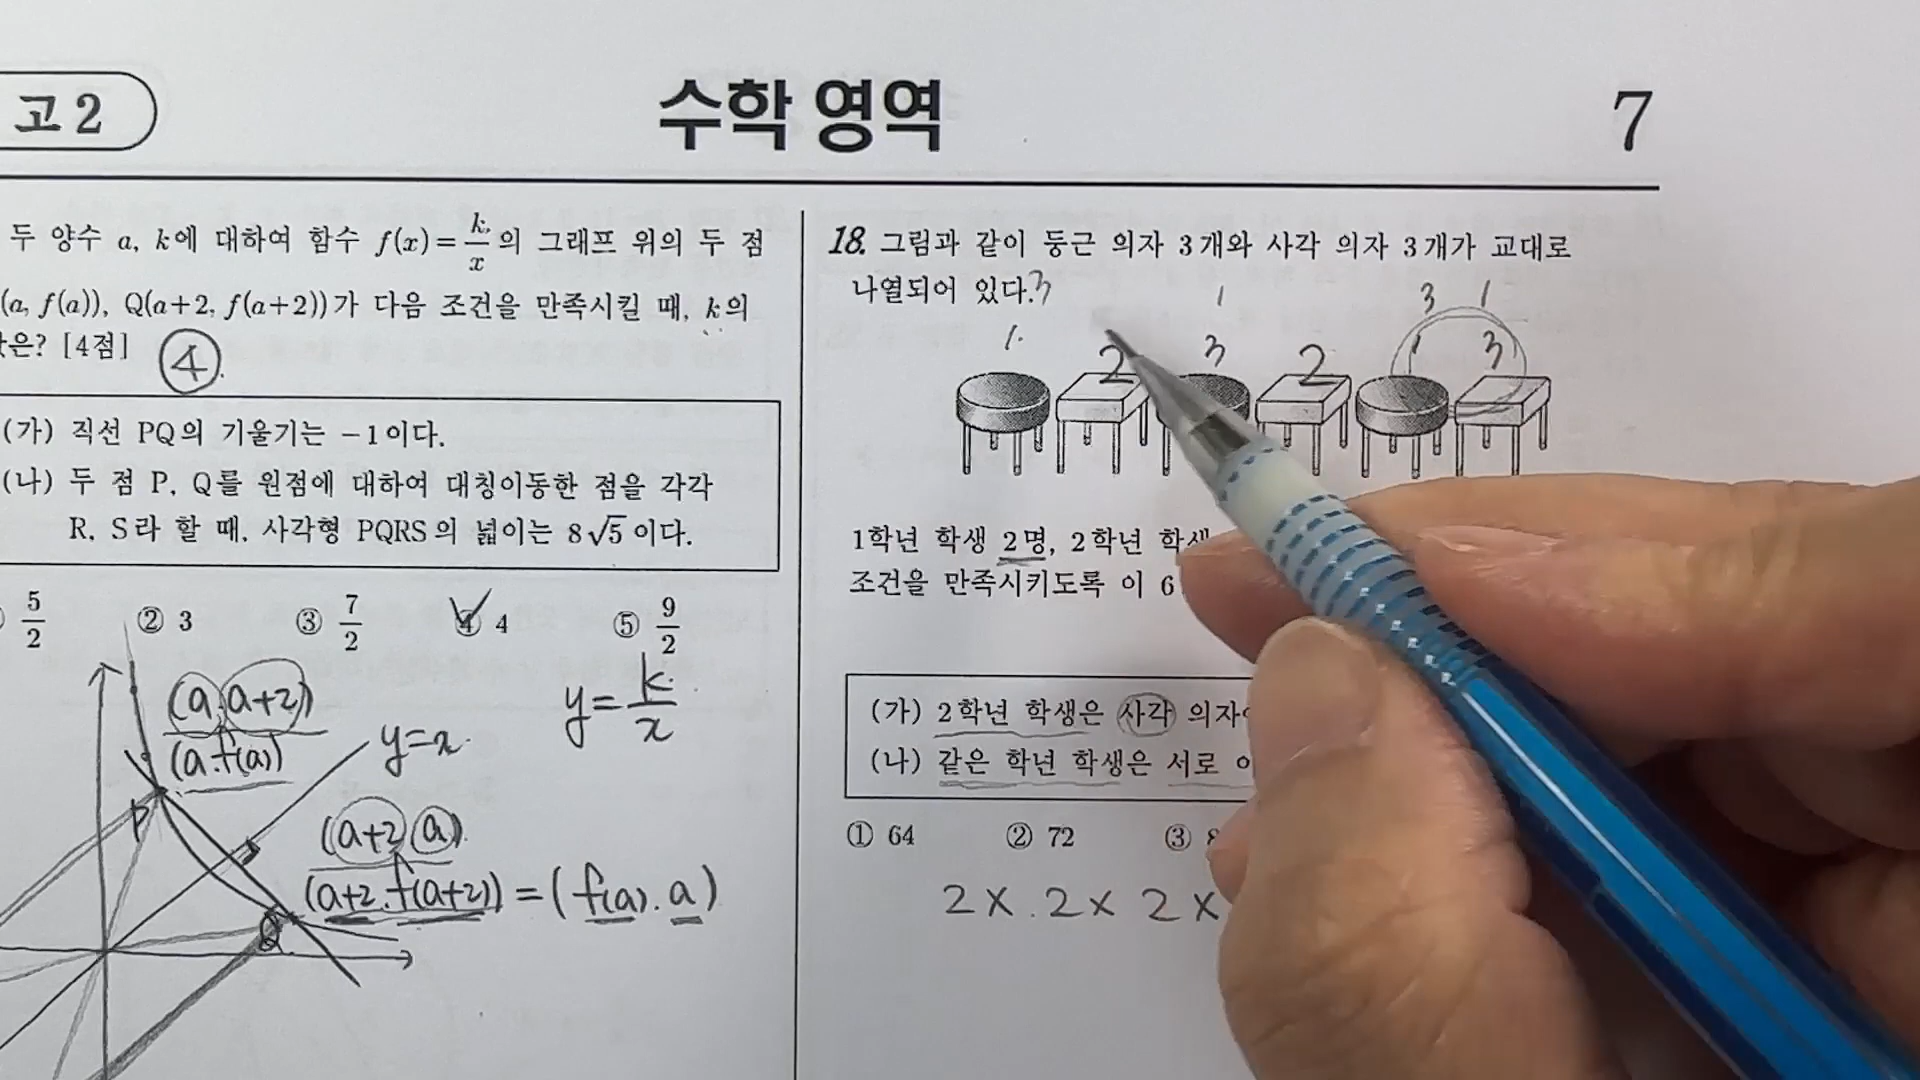 고2
수학 영역
7
두 양수 a, k에 대하여 함수 f(x)=k/x의 그래프 위의 두 점
(a, f(a)), Q(a+2, f(a+2))가 다음 조건을 만족시킬 때, k의
은? [4점]
④.
(가) 직선 PQ의 기울기는 -1이다.
(나) 두 점 P, Q를 원점에 대하여 대칭이동한 점을 각각
R, S라 할 때, 사각형 PQRS의 넓이는 8√5이다.
5/2 ② 3 ③ 7/2 ④ 4 ⑤ 9/2
(a, a+2)
(a.f(a))
y=x
y=k/x
P
(a+2, a)
(a+2.f(a+2))=(f(a).a)
Q
18. 그림과 같이 둥근 의자 3개와 사각 의자 3개가 교대로
나열되어 있다.
3 1 3 1
1 2 3 2 1 3
1학년 학생 2명, 2학년 학생
조건을 만족시키도록 이 6
(가) 2학년 학생은 사각 의자
(나) 같은 학년 학생은 서로 이
① 64 ② 72 ③
2×.2×2×